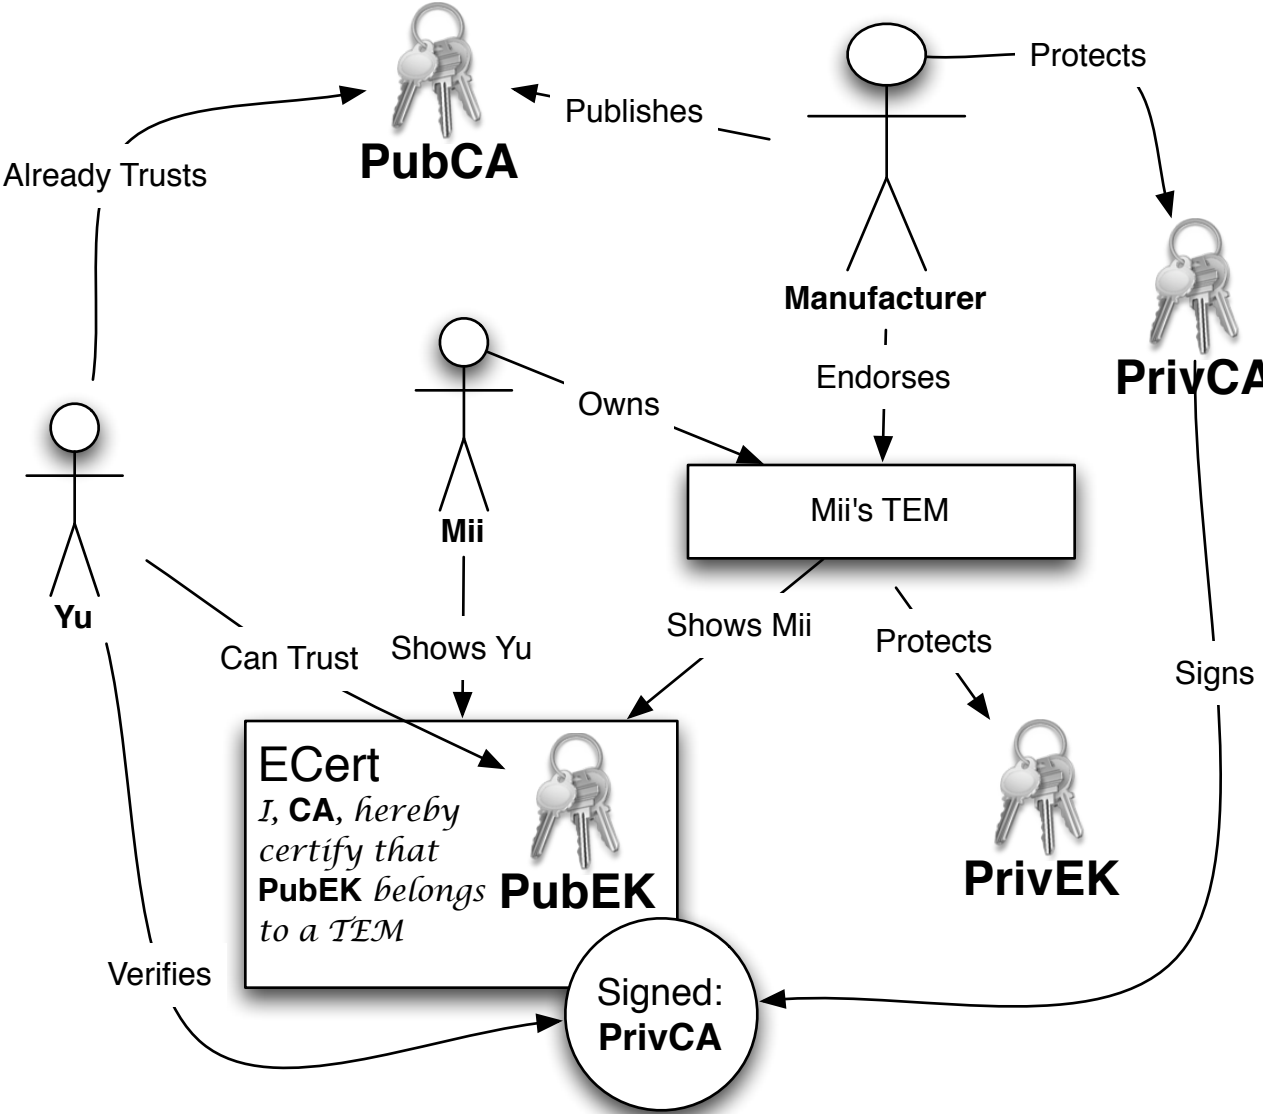 Protects
Publishes
PubCA
Already Trusts
Manufacturer
PrivCA
Endorses
Owns
Mii's TEM
Mii
Yu
Shows Mii
Protects
Shows Yu
Can Trust
Signs
ECert
I, CA, hereby
certify that
PubEK belongs
to a TEM
PubEK
PrivEK
Verifies
Signed:
PrivCA